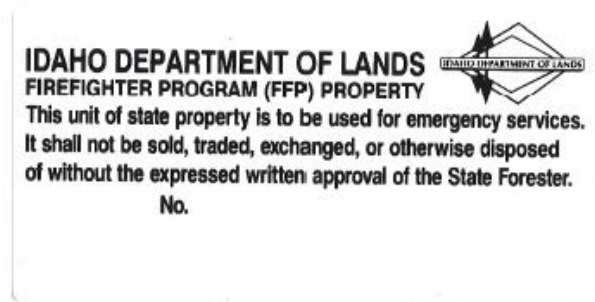 IDAHO DEPARTMENT OF LANDS
IDAHO DEPARTMENT OF LANDS
FIREFIGHTER PROGRAM (FFP) PROPERTY
This unit of state property is to be used for emergency services.
It shall not be sold, traded, exchanged, or otherwise disposed
of without the expressed written approval of the State Forester.
No.